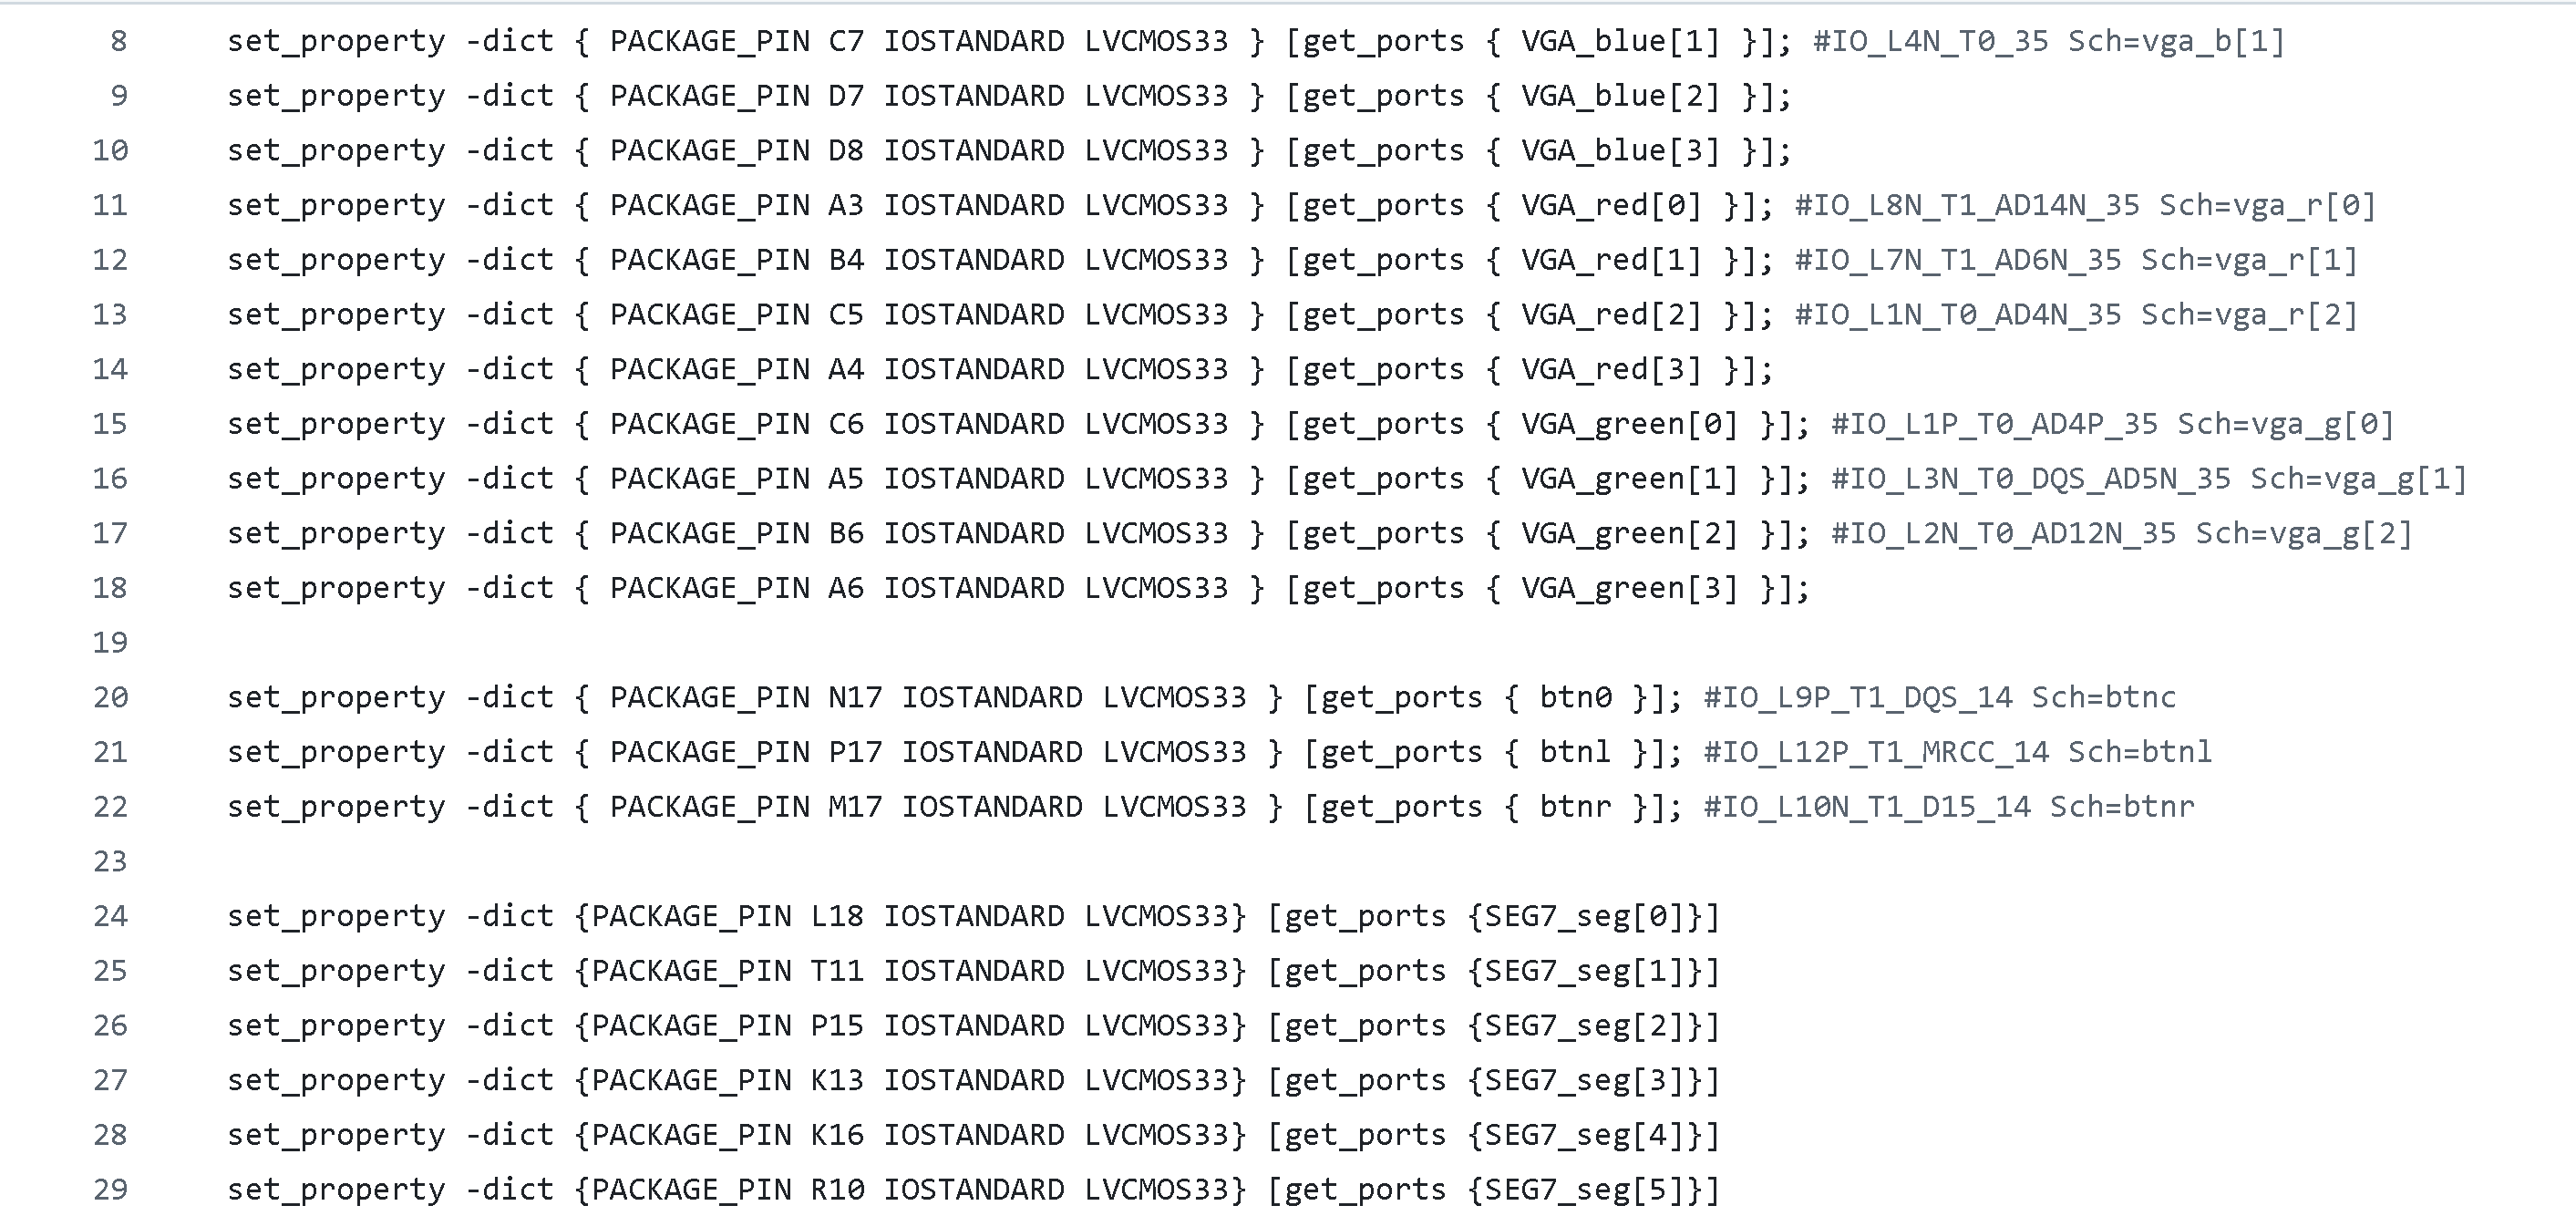 8 set_property -dict { PACKAGE_PIN C7 IOSTANDARD LVCMOS33 } [get_ports { VGA_blue[1] }]; #IO_L4N_T0_35 Sch=vga_b[1]
9 set_property -dict { PACKAGE_PIN D7 IOSTANDARD LVCMOS33 } [get_ports { VGA_blue[2] }];
10 set_property -dict { PACKAGE_PIN D8 IOSTANDARD LVCMOS33 } [get_ports { VGA_blue[3] }];
11 set_property -dict { PACKAGE_PIN A3 IOSTANDARD LVCMOS33 } [get_ports { VGA_red[0] }]; #IO_L8N_T1_AD14N_35 Sch=vga_r[0]
12 set_property -dict { PACKAGE_PIN B4 IOSTANDARD LVCMOS33 } [get_ports { VGA_red[1] }]; #IO_L7N_T1_AD6N_35 Sch=vga_r[1]
13 set_property -dict { PACKAGE_PIN C5 IOSTANDARD LVCMOS33 } [get_ports { VGA_red[2] }]; #IO_L1N_T0_AD4N_35 Sch=vga_r[2]
14 set_property -dict { PACKAGE_PIN A4 IOSTANDARD LVCMOS33 } [get_ports { VGA_red[3] }];
15 set_property -dict { PACKAGE_PIN C6 IOSTANDARD LVCMOS33 } [get_ports { VGA_green[0] }]; #IO_L1P_T0_AD4P_35 Sch=vga_g[0]
16 set_property -dict { PACKAGE_PIN A5 IOSTANDARD LVCMOS33 } [get_ports { VGA_green[1] }]; #IO_L3N_T0_DQS_AD5N_35 Sch=vga_g[1]
17 set_property -dict { PACKAGE_PIN B6 IOSTANDARD LVCMOS33 } [get_ports { VGA_green[2] }]; #IO_L2N_T0_AD12N_35 Sch=vga_g[2]
18 set_property -dict { PACKAGE_PIN A6 IOSTANDARD LVCMOS33 } [get_ports { VGA_green[3] }];
19
20 set_property -dict { PACKAGE_PIN N17 IOSTANDARD LVCMOS33 } [get_ports { btn0 }]; #IO_L9P_T1_DQS_14 Sch=btnc
21 set_property -dict { PACKAGE_PIN P17 IOSTANDARD LVCMOS33 } [get_ports { btnl }]; #IO_L12P_T1_MRCC_14 Sch=btnl
22 set_property -dict { PACKAGE_PIN M17 IOSTANDARD LVCMOS33 } [get_ports { btnr }]; #IO_L10N_T1_D15_14 Sch=btnr
23
24 set_property -dict {PACKAGE_PIN L18 IOSTANDARD LVCMOS33} [get_ports {SEG7_seg[0]}]
25 set_property -dict {PACKAGE_PIN T11 IOSTANDARD LVCMOS33} [get_ports {SEG7_seg[1]}]
26 set_property -dict {PACKAGE_PIN P15 IOSTANDARD LVCMOS33} [get_ports {SEG7_seg[2]}]
27 set_property -dict {PACKAGE_PIN K13 IOSTANDARD LVCMOS33} [get_ports {SEG7_seg[3]}]
28 set_property -dict {PACKAGE_PIN K16 IOSTANDARD LVCMOS33} [get_ports {SEG7_seg[4]}]
29 set_property -dict {PACKAGE_PIN R10 IOSTANDARD LVCMOS33} [get_ports {SEG7_seg[5]}]